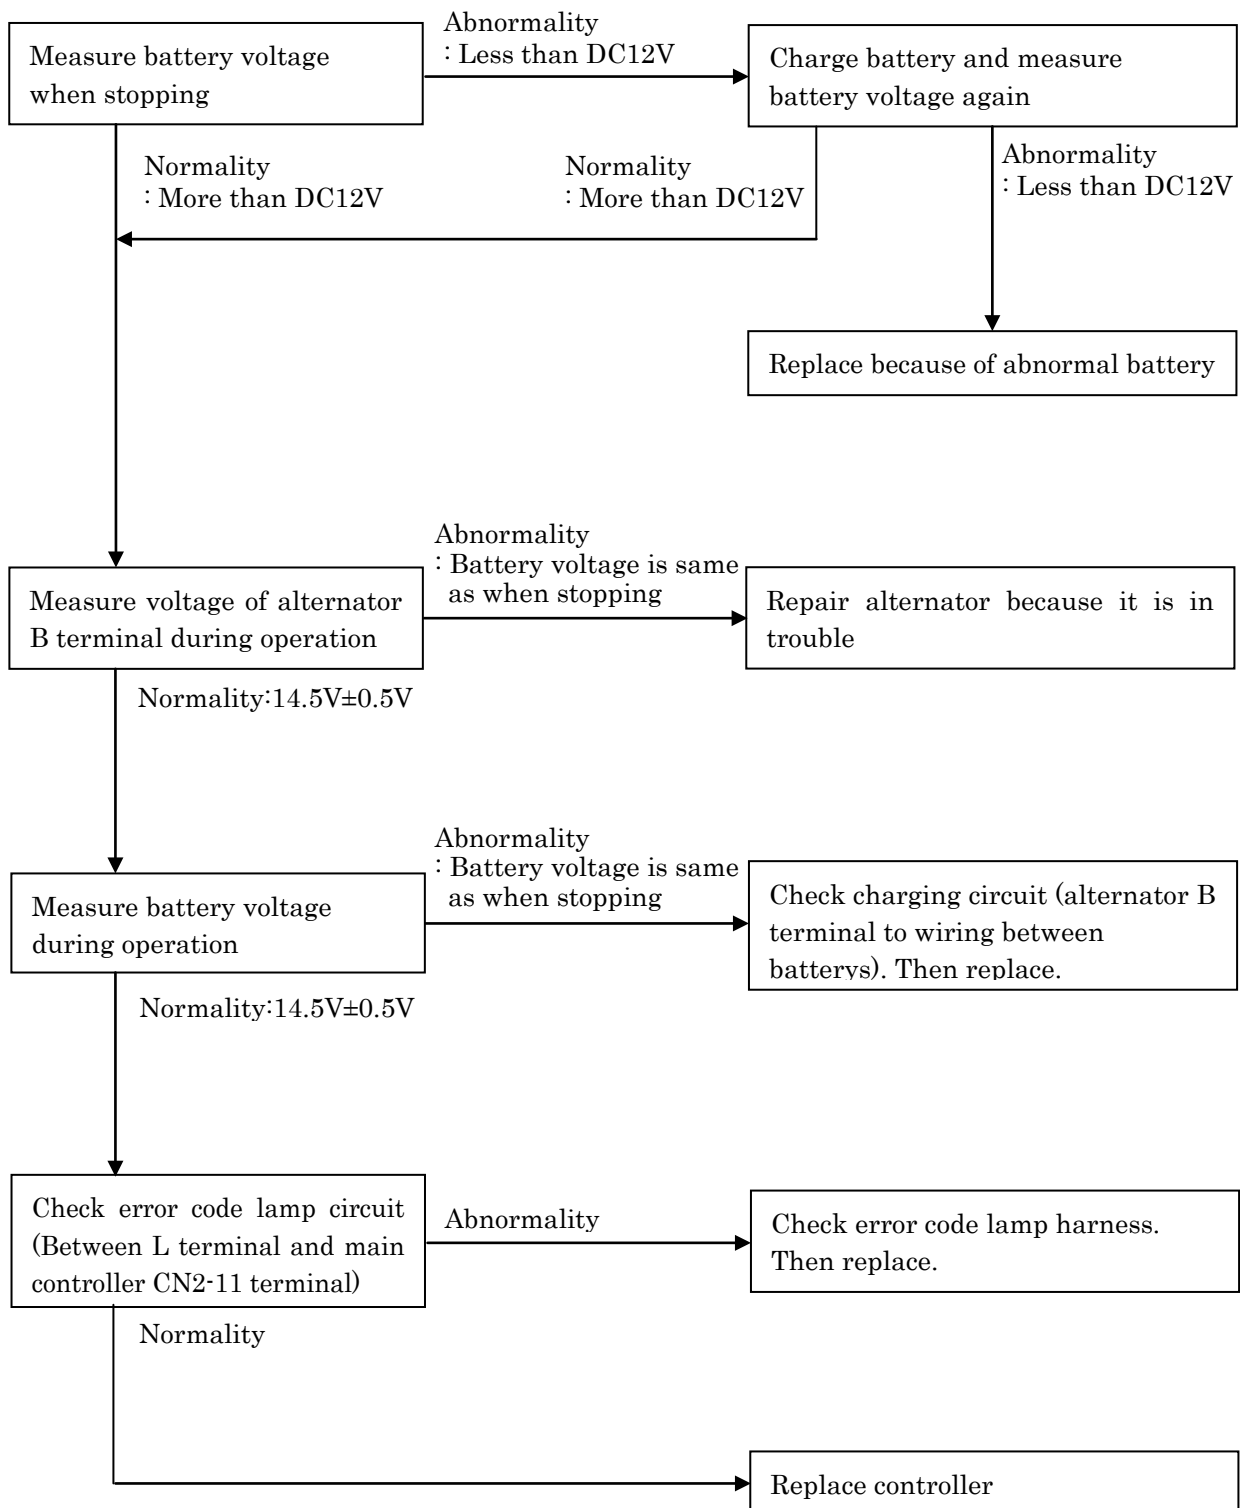 Abnormality
: Less than DC12V
Measure battery voltage
when stopping
Charge battery and measure
battery voltage again
Normality
: More than DC12V
Normality
: More than DC12V
Abnormality
: Less than DC12V
Replace because of abnormal battery
Abnormality
: Battery voltage is same
as when stopping
Measure voltage of alternator
B terminal during operation
Repair alternator because it is in
trouble
Normality:14.5V±0.5V
Abnormality
: Battery voltage is same
as when stopping
Measure battery voltage
during operation
Check charging circuit (alternator B
terminal to wiring between
batterys). Then replace.
Normality:14.5V±0.5V
Check error code lamp circuit
(Between L terminal and main
controller CN2-11 terminal)
Abnormality
Check error code lamp harness.
Then replace.
Normality
Replace controller